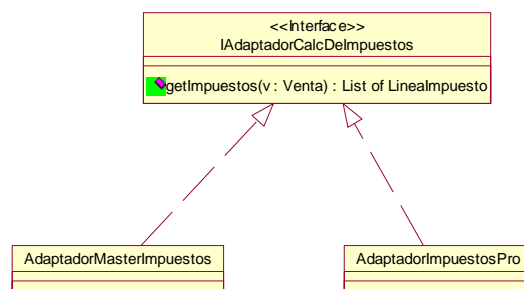 <<Interface>>
IAdaptadorCalcDeImpuestos
getImpuestos(v : Venta) : List of LineaImpuesto
AdaptadorMasterImpuestos
AdaptadorImpuestosPro